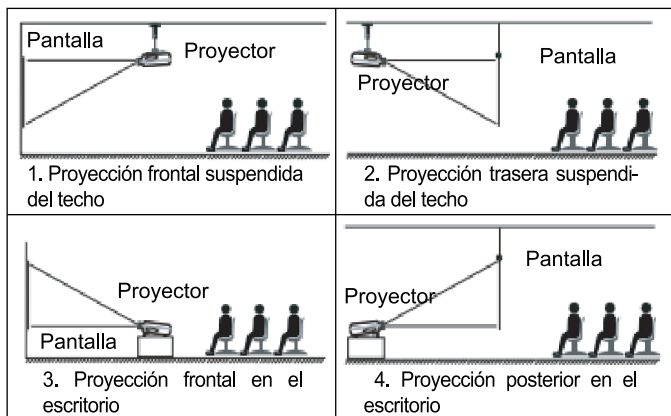 Pantalla
Proyector
1. Proyección frontal suspendida
del techo
Pantalla
Proyector
2. Proyección trasera suspendi-
da del techo
Proyector
Pantalla
3. Proyección frontal en el
escritorio
Pantalla
Proyector
4. Proyección posterior en el
escritorio